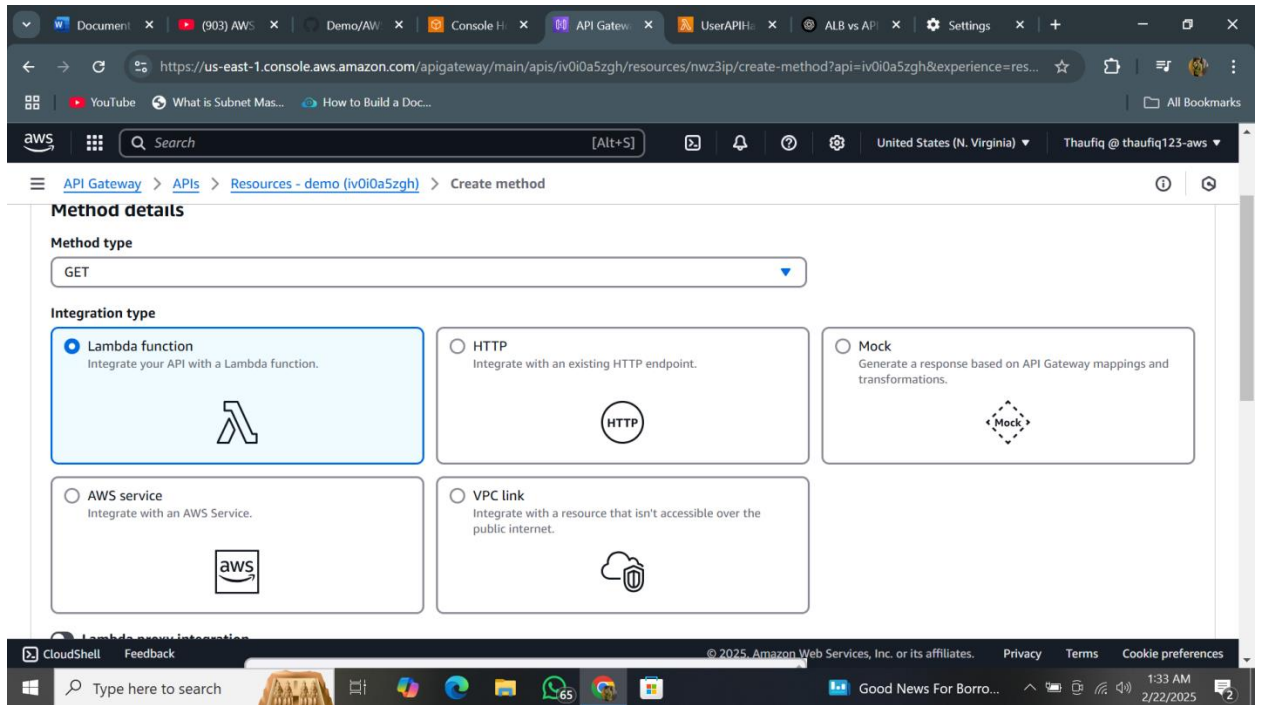 Document
(903) AWS
Demo/AW
Console H
API Gatew
UserAPIHa
ALB vs AP
Settings
https://us-east-1.console.aws.amazon.com/apigateway/main/apis/iv0i0a5zgh/resources/nwz3ip/create-method?api=iv0i0a5zgh&experience=res...
YouTube
What is Subnet Mas...
How to Build a Doc...
All Bookmarks
aws
Search
[Alt+S]
United States (N. Virginia)
Thaufiq @ thaufiq123-aws
API Gateway > APIs > Resources - demo (iv0i0a5zgh) > Create method
Method details
Method type
GET
Integration type
Lambda function
Integrate your API with a Lambda function.
HTTP
Integrate with an existing HTTP endpoint.
HTTP
Mock
Generate a response based on API Gateway mappings and
transformations.
Mock
AWS service
Integrate with an AWS Service.
aws
VPC link
Integrate with a resource that isn't accessible over the
public internet.
Lambda proxy integration
CloudShell
Feedback
© 2025, Amazon Web Services, Inc. or its affiliates.
Privacy
Terms
Cookie preferences
Type here to search
65
Good News For Borro...
1:33 AM
2/22/2025
2